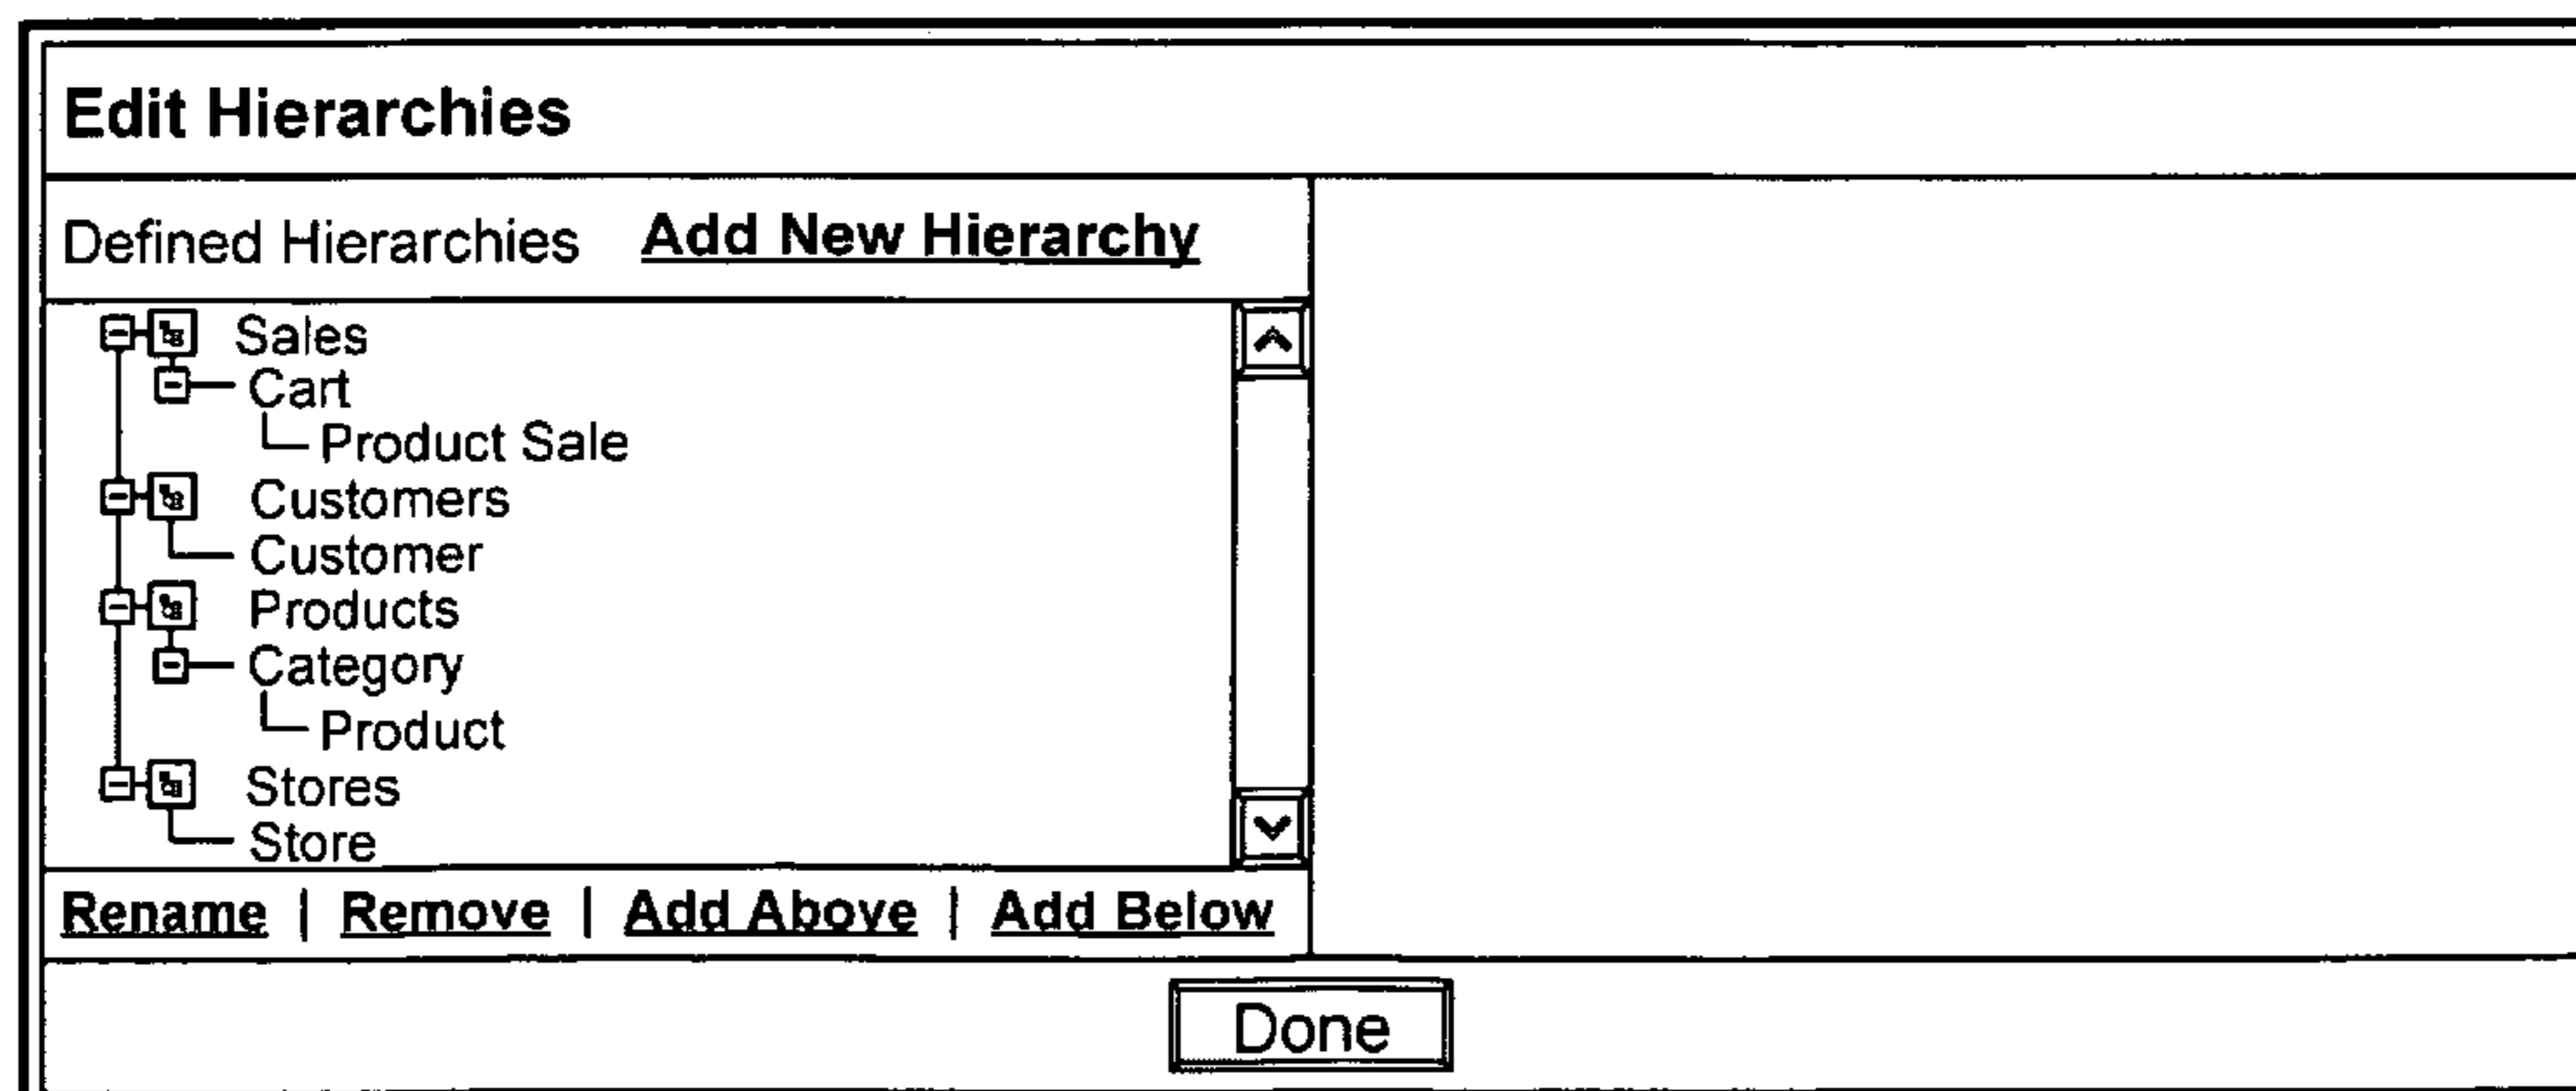 Edit Hierarchies
Defined Hierarchies Add New Hierarchy
Sales
Cart
Product Sale
Customers
Customer
Products
Category
Product
Stores
Store
Rename | Remove | Add Above | Add Below
Done